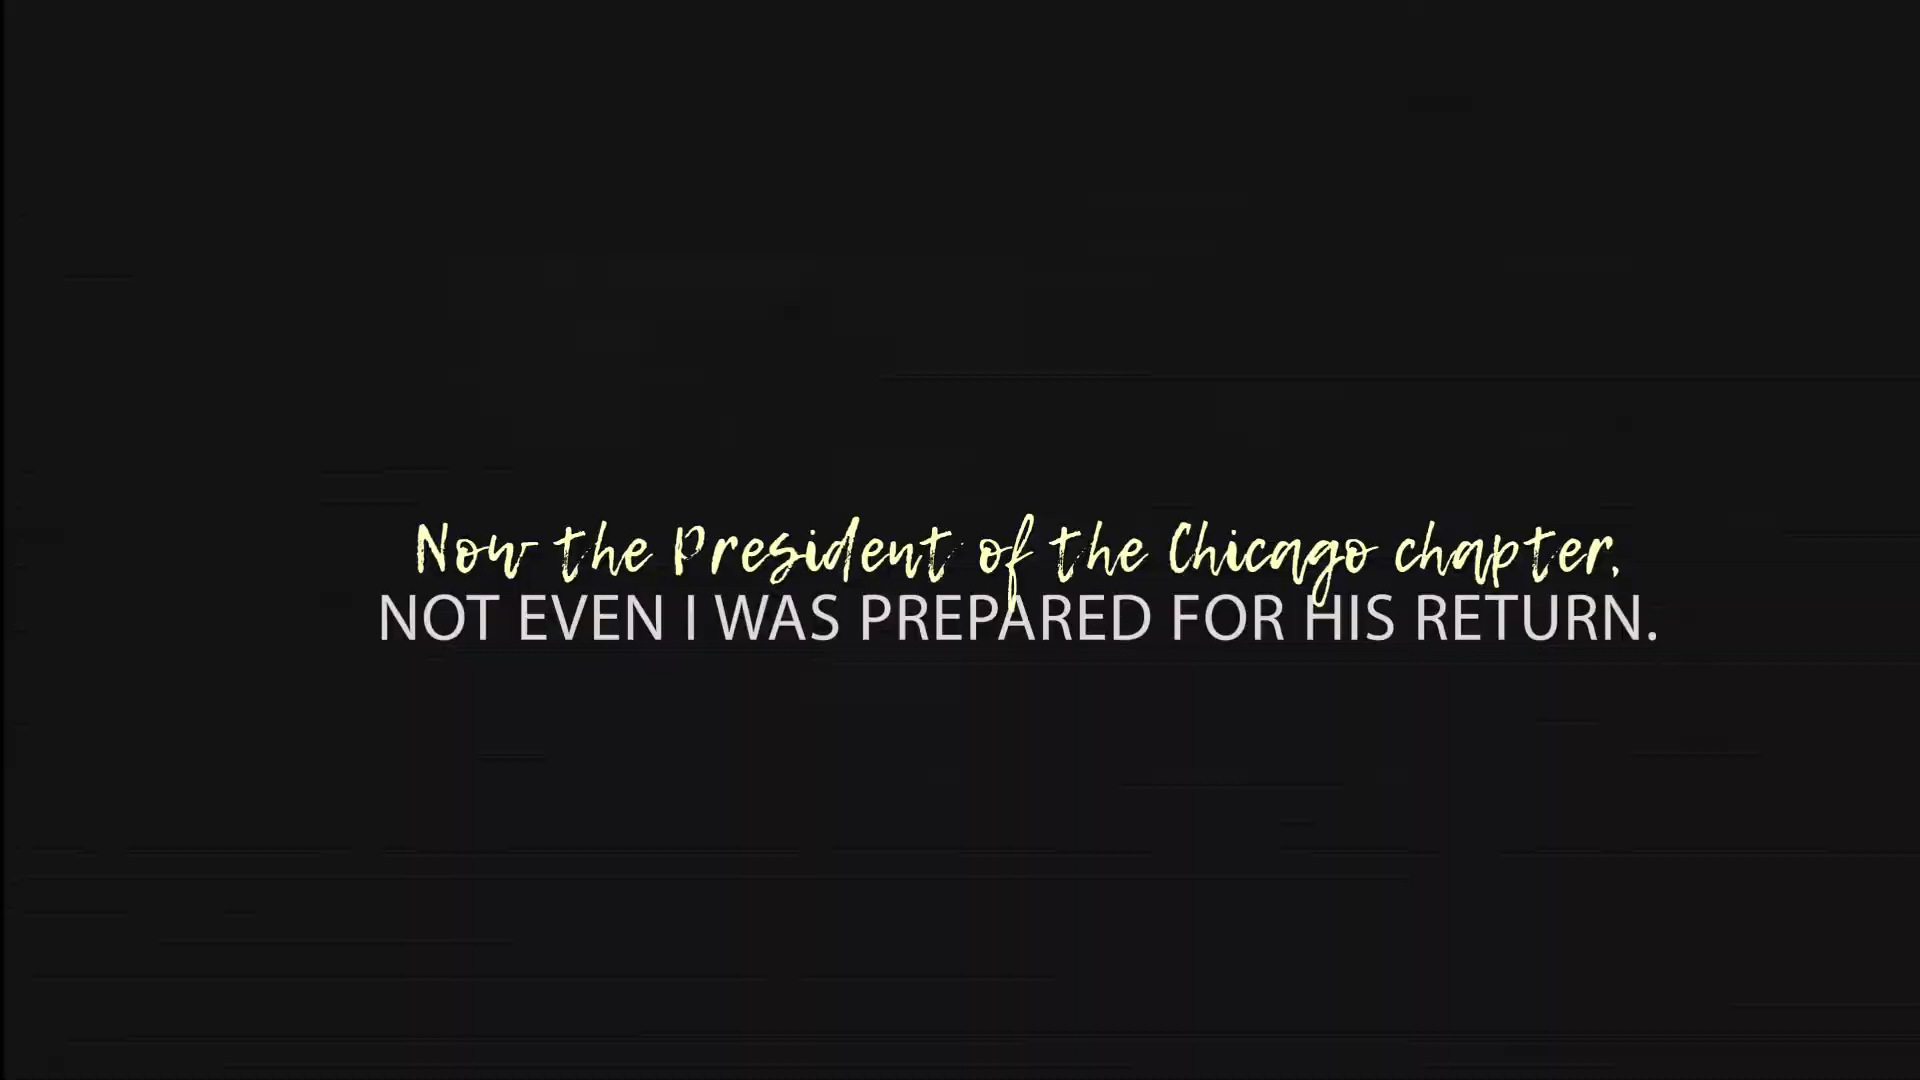 Now the President of the Chicago chapter,
NOT EVEN I WAS PREPARED FOR HIS RETURN.